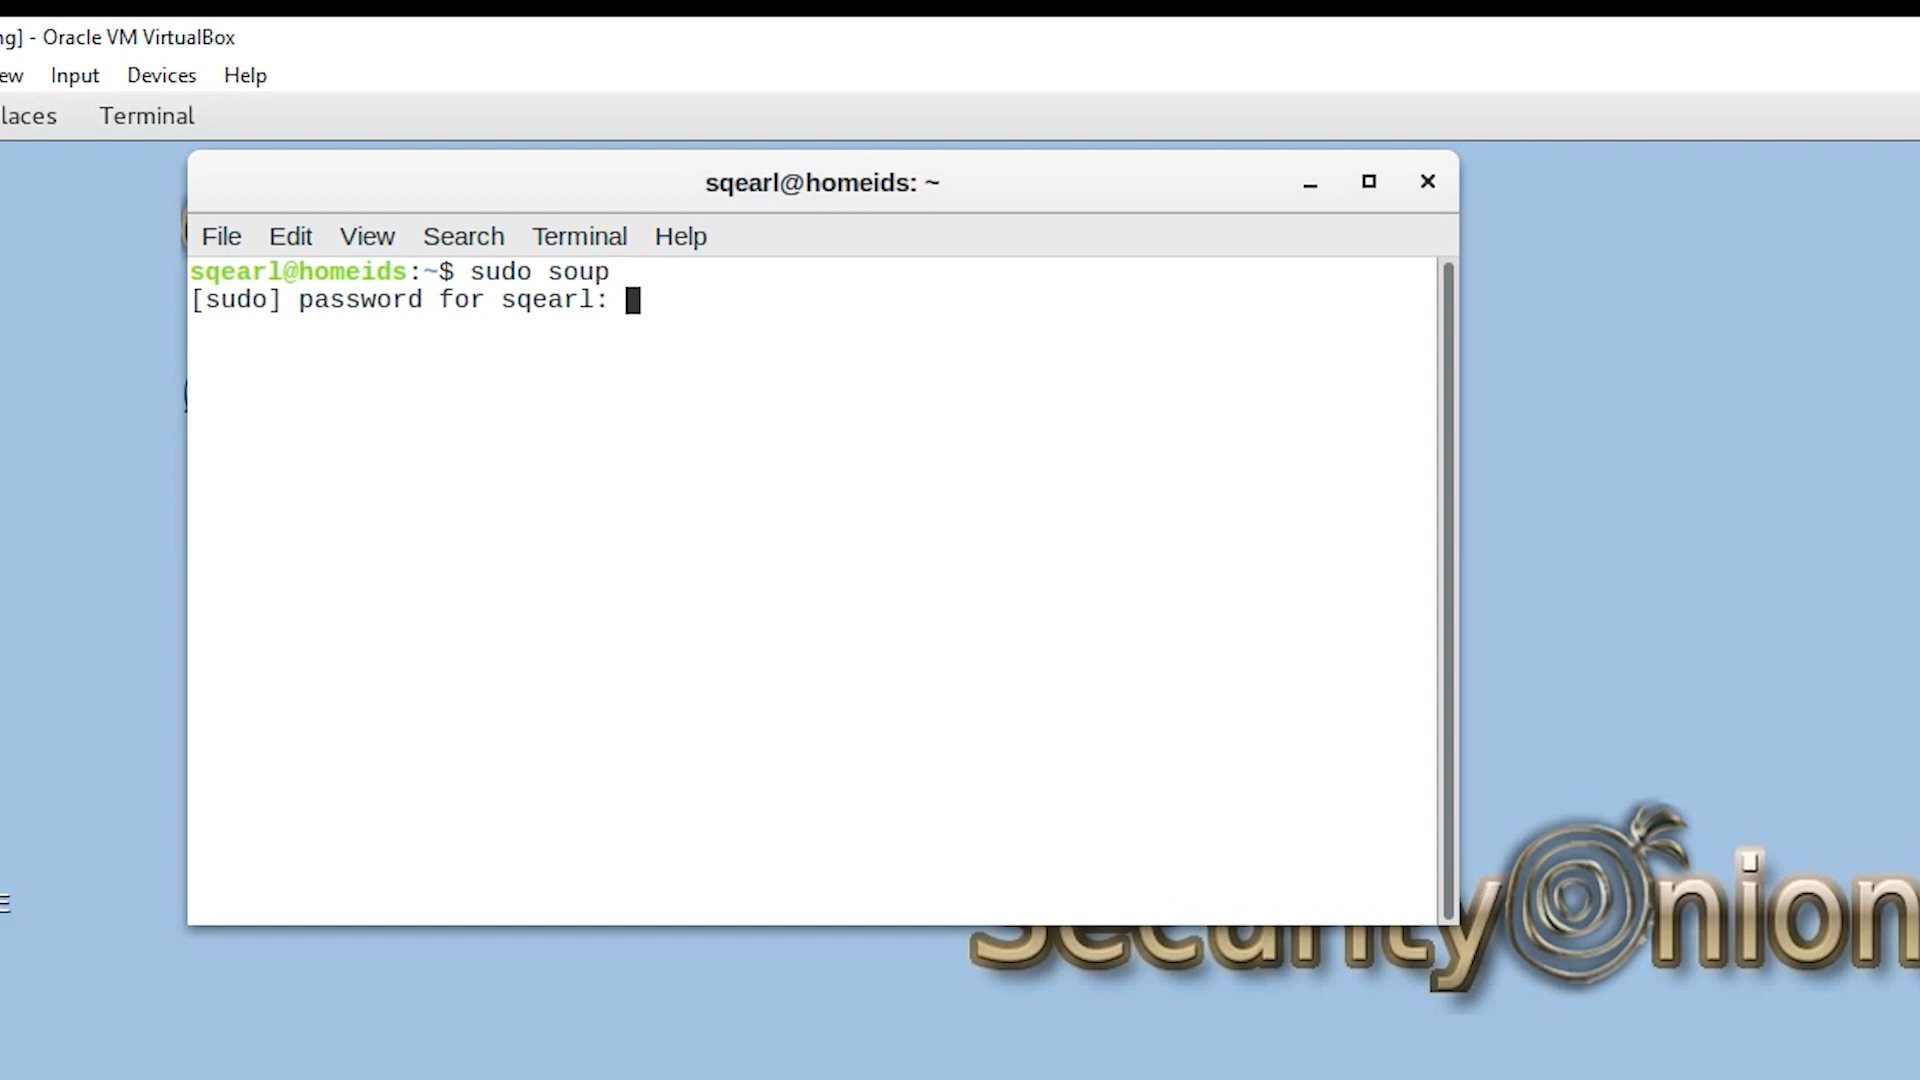 ng] - Oracle VM VirtualBox
ew Input Devices Help
laces Terminal
sqearl@homeids: ~
File Edit View Search Terminal Help
sqearl@homeids:~$ sudo soup
[sudo] password for sqearl:
E
SecurityOnion